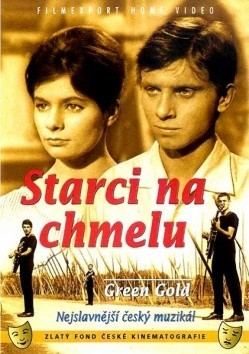 FILMEXPORT HOME VIDEO
Starci na
chmelu
Green Gold
Nejslavnější český muzikál
ZLATÝ FOND ČESKÉ KINEMATOGRAFIE